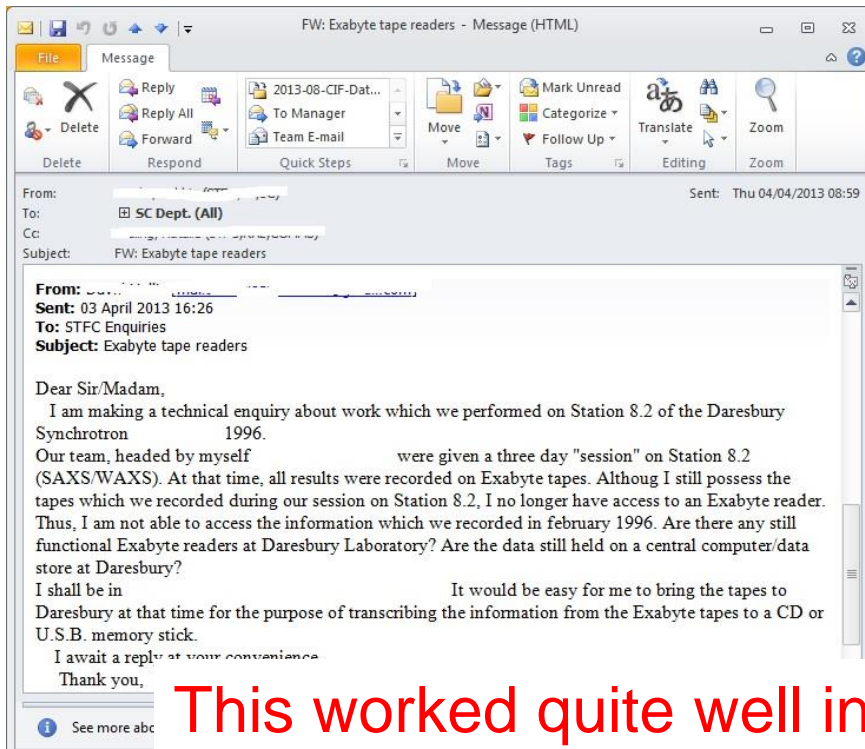 FW: Exabyte tape readers - Message (HTML)
File Message
Delete
Reply
Reply All
Forward
2013-08-CIF-Dat...
To Manager
Team E-mail
Move
Mark Unread
Categorize
Follow Up
Translate
Zoom
Delete Respond Quick Steps Move Tags Editing Zoom
From: Sent: Thu 04/04/2013 08:59
To: SC Dept. (All)
Cc:
Subject: FW: Exabyte tape readers
From:
Sent: 03 April 2013 16:26
To: STFC Enquiries
Subject: Exabyte tape readers
Dear Sir/Madam,
I am making a technical enquiry about work which we performed on Station 8.2 of the Daresbury
Synchrotron 1996.
Our team, headed by myself were given a three day "session" on Station 8.2
(SAXS/WAXS). At that time, all results were recorded on Exabyte tapes. Althoug I still possess the
tapes which we recorded during our session on Station 8.2, I no longer have access to an Exabyte reader.
Thus, I am not able to access the information which we recorded in february 1996. Are there any still
functional Exabyte readers at Daresbury Laboratory? Are the data still held on a central computer/data
store at Daresbury?
I shall be in It would be easy for me to bring the tapes to
Daresbury at that time for the purpose of transcribing the information from the Exabyte tapes to a CD or
U.S.B. memory stick.
I await a reply at your convenience
Thank you,
See more abo
This worked quite well in